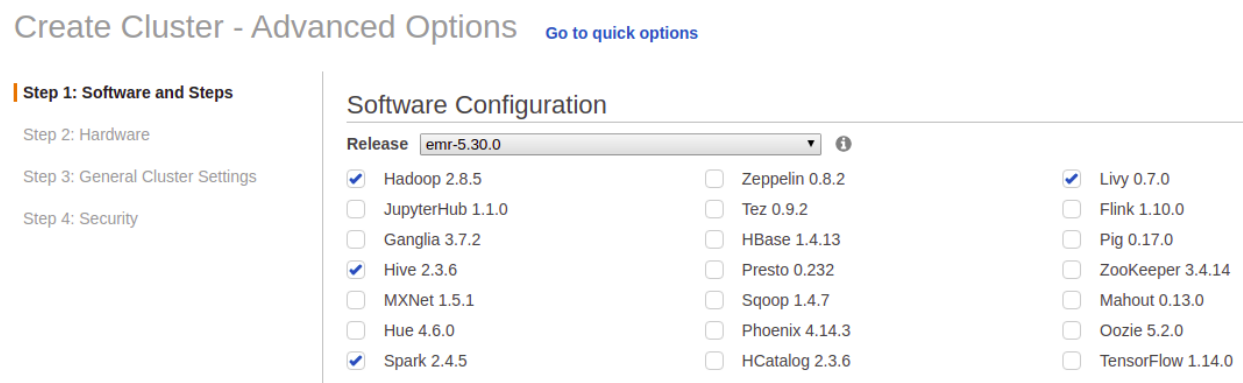 Create Cluster - Advanced Options Go to quick options
Step 1: Software and Steps
Step 2: Hardware
Step 3: General Cluster Settings
Step 4: Security
Software Configuration
Release emr-5.30.0
Hadoop 2.8.5 Zeppelin 0.8.2 Livy 0.7.0
JupyterHub 1.1.0 Tez 0.9.2 Flink 1.10.0
Ganglia 3.7.2 HBase 1.4.13 Pig 0.17.0
Hive 2.3.6 Presto 0.232 ZooKeeper 3.4.14
MXNet 1.5.1 Sqoop 1.4.7 Mahout 0.13.0
Hue 4.6.0 Phoenix 4.14.3 Oozie 5.2.0
Spark 2.4.5 HCatalog 2.3.6 TensorFlow 1.14.0